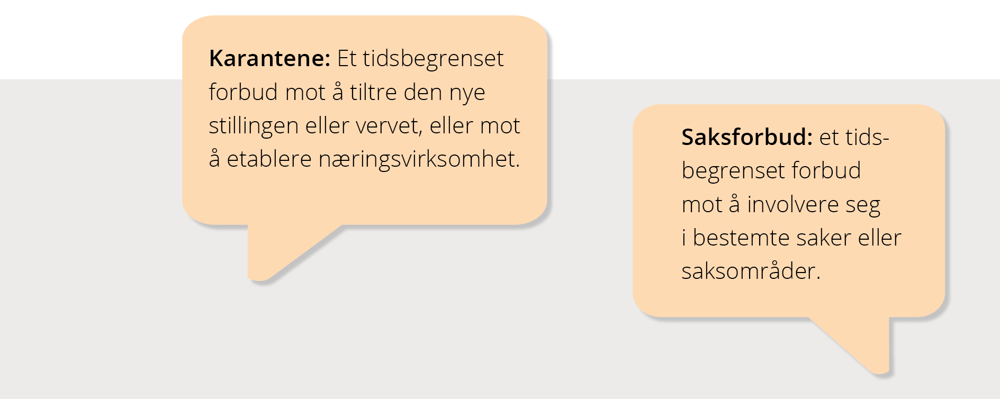 Karantene: Et tidsbegrenset
forbud mot å tiltre den nye
stillingen eller vervet, eller mot
å etablere næringsvirksomhet.
Saksforbud: et tids-
begrenset forbud
mot å involvere seg
i bestemte saker eller
saksområder.